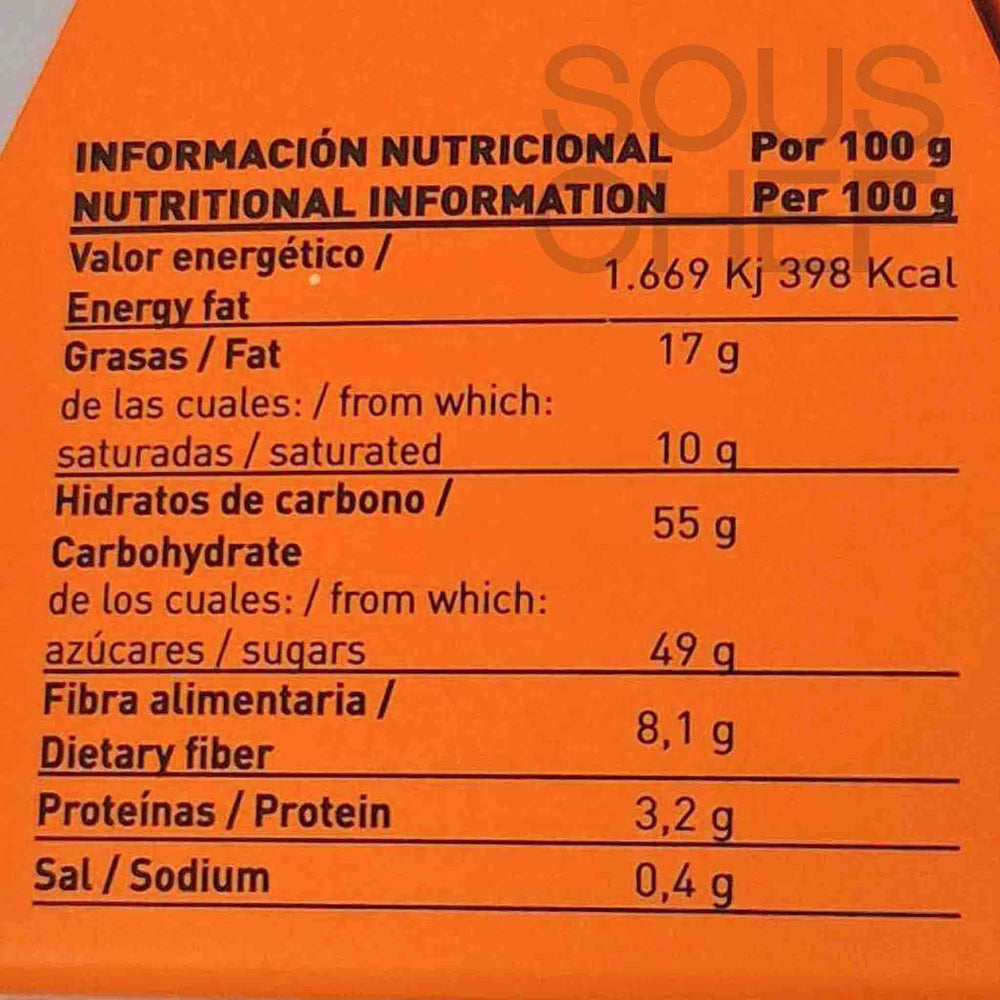 SOUS
CHEF
INFORMACIÓN NUTRICIONAL Por 100 g
NUTRITIONAL INFORMATION Per 100 g
Valor energético /
Energy fat 1.669 Kj 398 Kcal
Grasas / Fat 17 g
de las cuales: / from which:
saturadas / saturated 10 g
Hidratos de carbono /
Carbohydrate 55 g
de los cuales: / from which:
azúcares / sugars 49 g
Fibra alimentaria /
Dietary fiber 8,1 g
Proteínas / Protein 3,2 g
Sal / Sodium 0,4 g